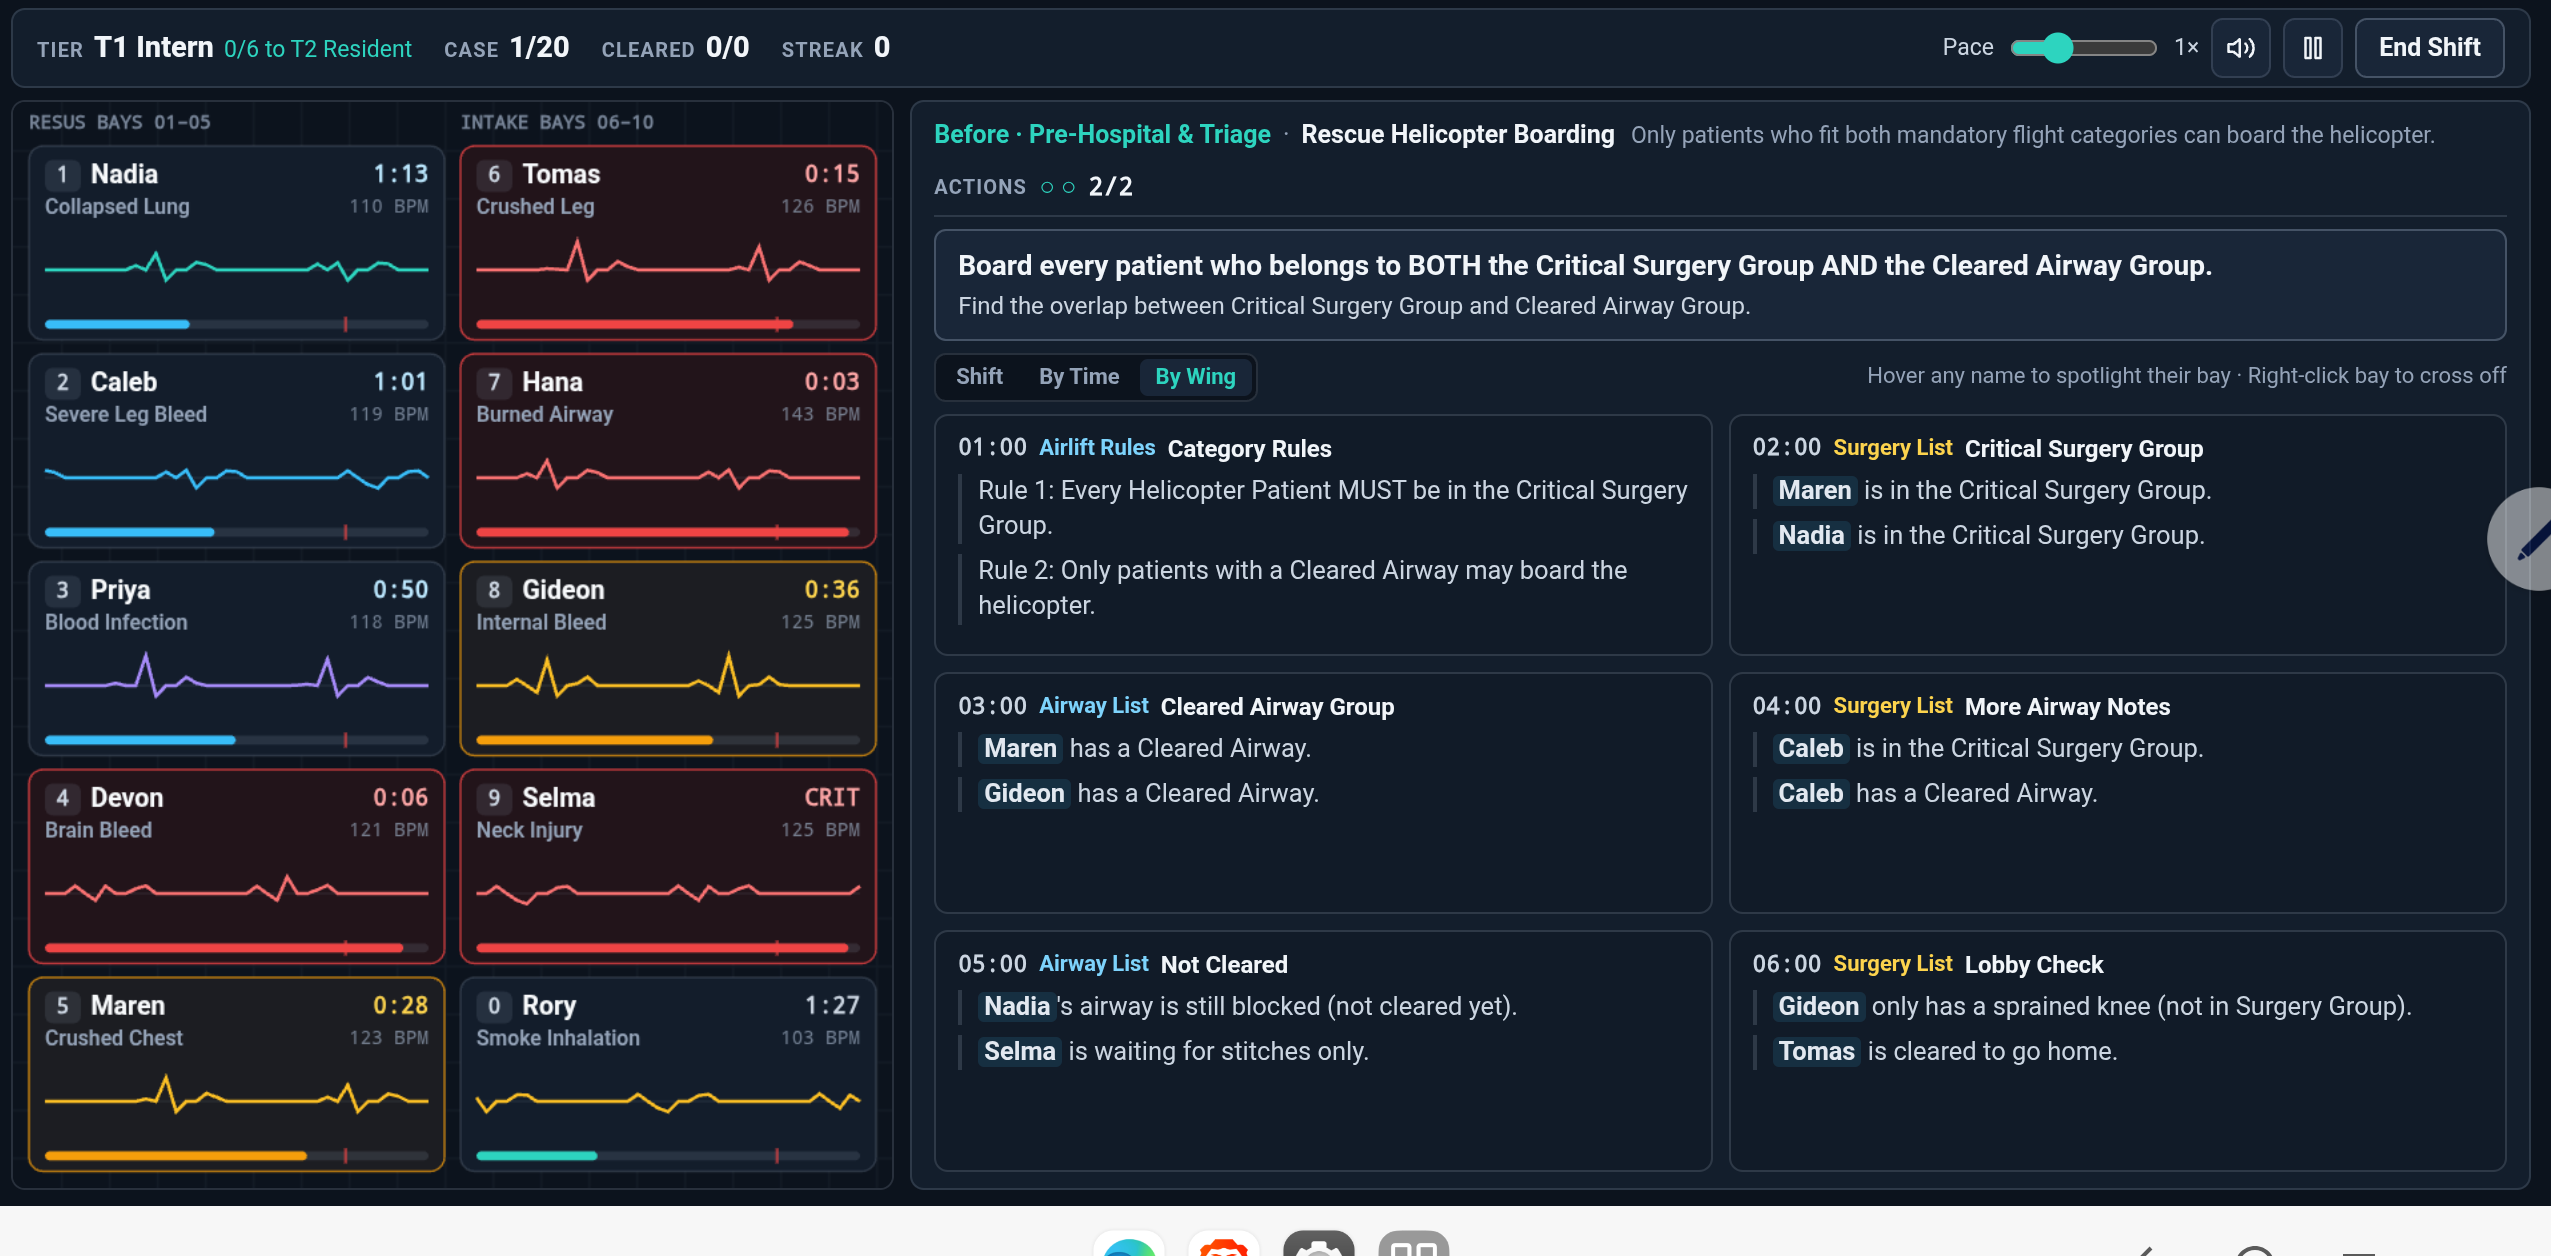 TIER T1 Intern 0/6 to T2 Resident CASE 1/20 CLEARED 0/0 STREAK 0 Pace 1× End Shift
RESUS BAYS 01–05
1 Nadia 1:13
Collapsed Lung 110 BPM
2 Caleb 1:01
Severe Leg Bleed 119 BPM
3 Priya 0:50
Blood Infection 118 BPM
4 Devon 0:06
Brain Bleed 121 BPM
5 Maren 0:28
Crushed Chest 123 BPM
INTAKE BAYS 06–10
6 Tomas 0:15
Crushed Leg 126 BPM
7 Hana 0:03
Burned Airway 143 BPM
8 Gideon 0:36
Internal Bleed 125 BPM
9 Selma CRIT
Neck Injury 125 BPM
0 Rory 1:27
Smoke Inhalation 103 BPM
Before · Pre-Hospital & Triage · Rescue Helicopter Boarding Only patients who fit both mandatory flight categories can board the helicopter.
ACTIONS 2/2
Board every patient who belongs to BOTH the Critical Surgery Group AND the Cleared Airway Group.
Find the overlap between Critical Surgery Group and Cleared Airway Group.
Shift By Time By Wing Hover any name to spotlight their bay · Right-click bay to cross off
01:00 Airlift Rules Category Rules
Rule 1: Every Helicopter Patient MUST be in the Critical Surgery
Group.
Rule 2: Only patients with a Cleared Airway may board the
helicopter.
02:00 Surgery List Critical Surgery Group
Maren is in the Critical Surgery Group.
Nadia is in the Critical Surgery Group.
03:00 Airway List Cleared Airway Group
Maren has a Cleared Airway.
Gideon has a Cleared Airway.
04:00 Surgery List More Airway Notes
Caleb is in the Critical Surgery Group.
Caleb has a Cleared Airway.
05:00 Airway List Not Cleared
Nadia's airway is still blocked (not cleared yet).
Selma is waiting for stitches only.
06:00 Surgery List Lobby Check
Gideon only has a sprained knee (not in Surgery Group).
Tomas is cleared to go home.